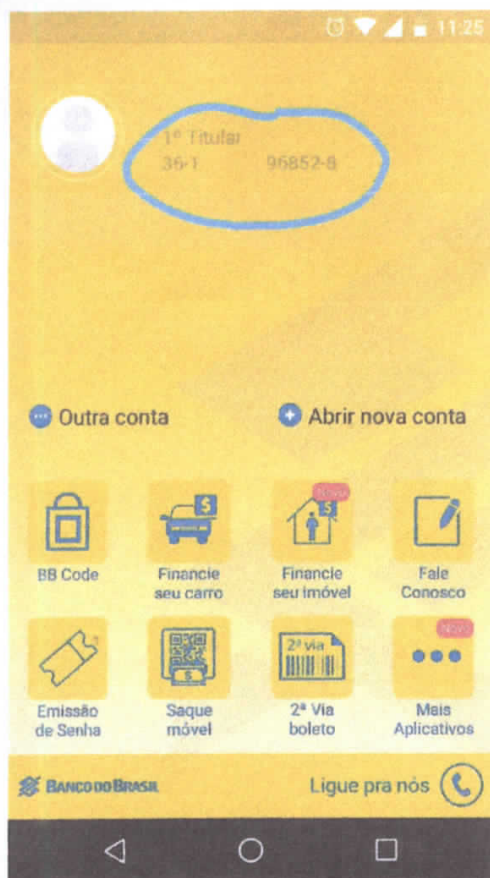 11:25
1º Titular
36-1 96852-8
Outra conta Abrir nova conta
Novo
BB Code Financie seu carro Financie seu imóvel Fale Conosco
2ª via
Novo
Emissão de Senha Saque móvel 2ª Via boleto Mais Aplicativos
BANCO DO BRASIL Ligue pra nós